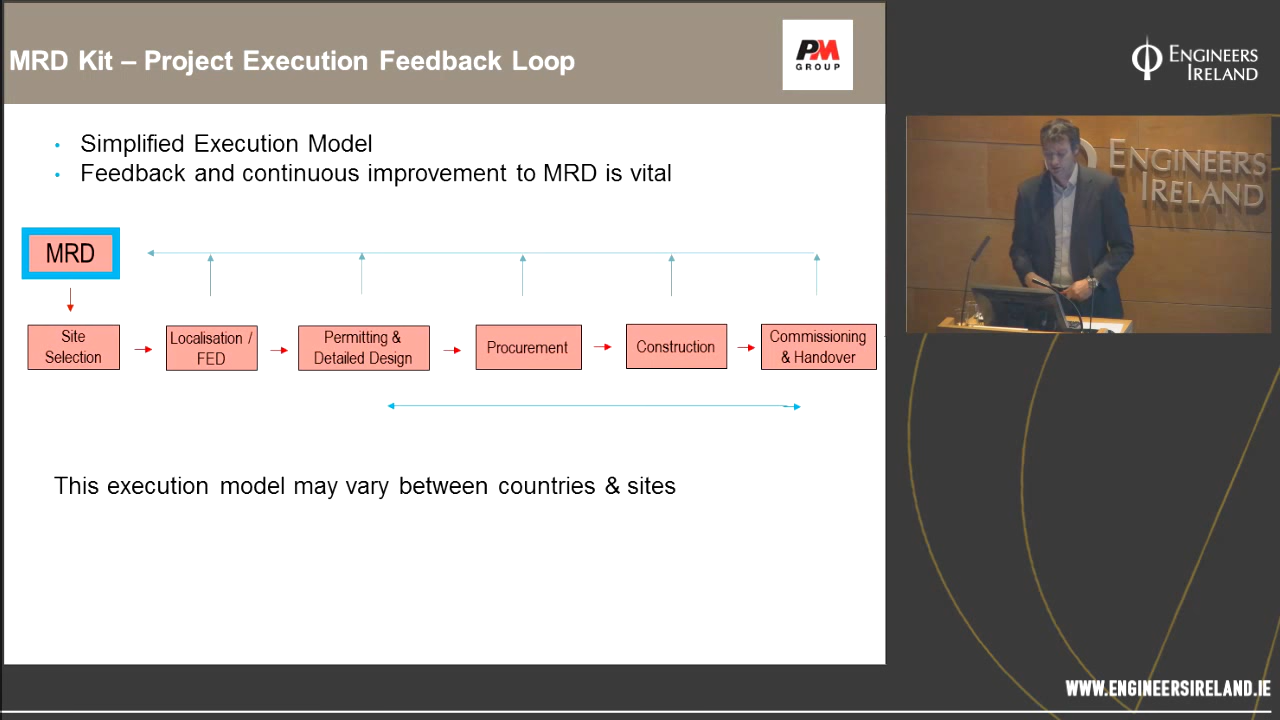 MRD Kit – Project Execution Feedback Loop
PM
GROUP
ENGINEERS
IRELAND
• Simplified Execution Model
• Feedback and continuous improvement to MRD is vital
ENGINEERS
IRELAND
MRD
Site
Selection
Localisation /
FED
Permitting &
Detailed Design
Procurement
Construction
Commissioning
& Handover
This execution model may vary between countries & sites
WWW.ENGINEERSIRELAND.IE